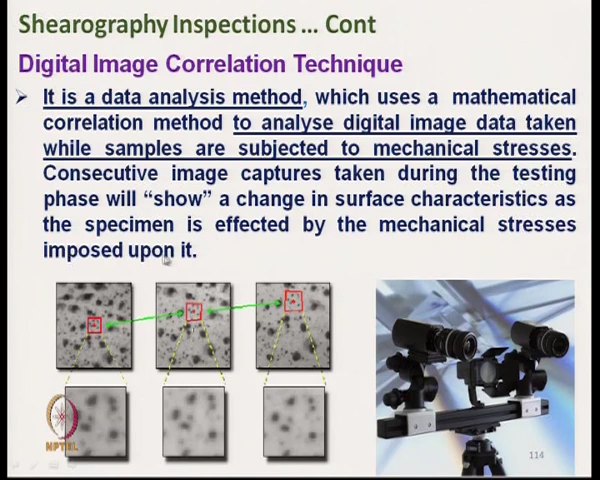 Shearography Inspections ... Cont
Digital Image Correlation Technique
➤ It is a data analysis method, which uses a mathematical
correlation method to analyse digital image data taken
while samples are subjected to mechanical stresses.
Consecutive image captures taken during the testing
phase will “show” a change in surface characteristics as
the specimen is effected by the mechanical stresses
imposed upon it.
NPTEL
114